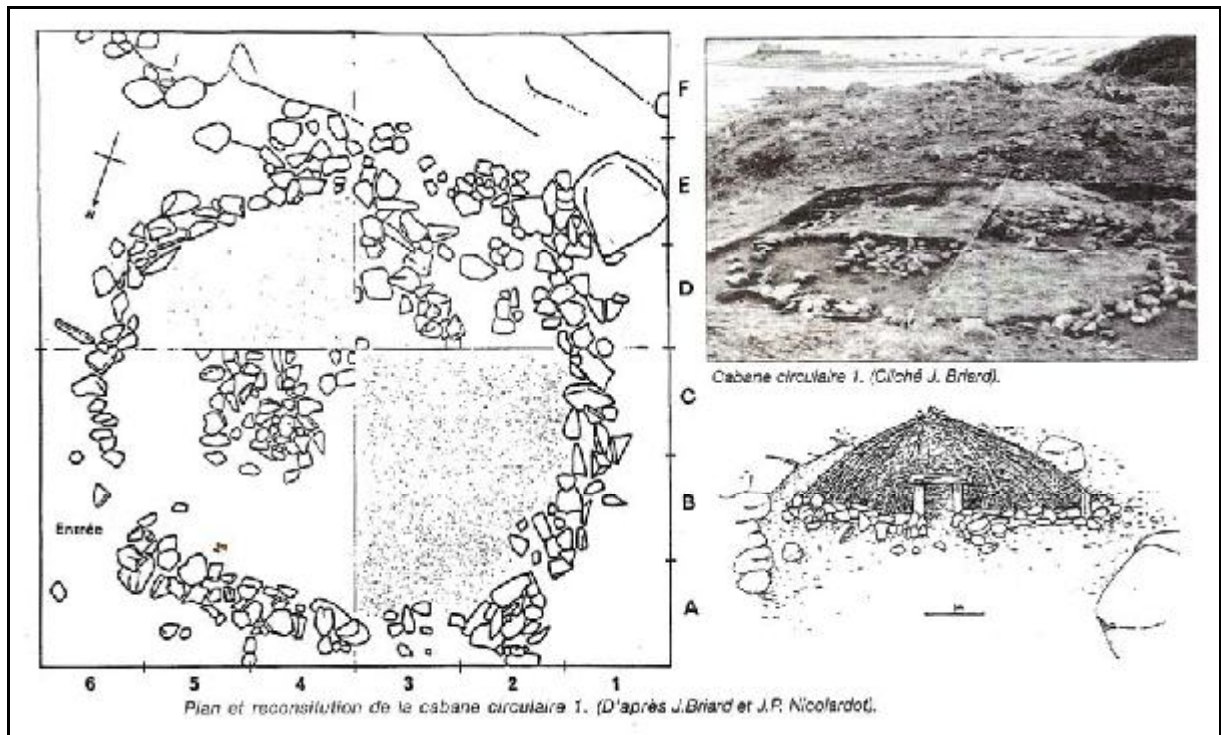 F
E
D
C
B
A
Entrée
6 5 4 3 2 1
Cabane circulaire 1. (Cliché J. Briard).
Plan et reconsitution de la cabane circulaire 1. (D'après J.Briard et J.P. Nicolardot).